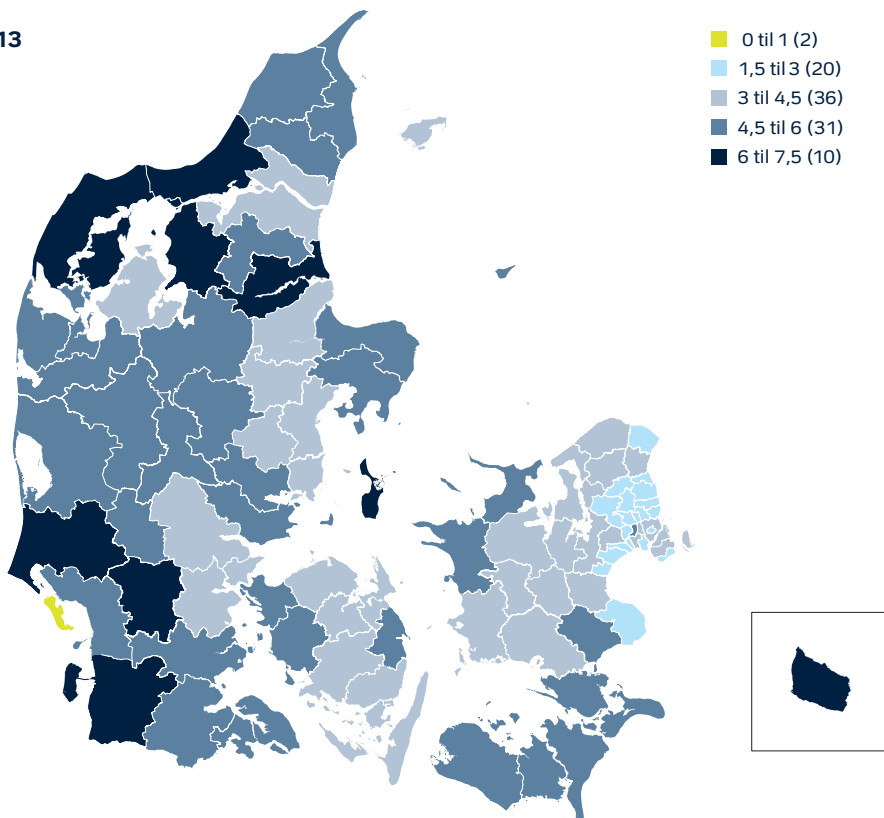 13
0 til 1 (2)
1,5 til 3 (20)
3 til 4,5 (36)
4,5 til 6 (31)
6 til 7,5 (10)